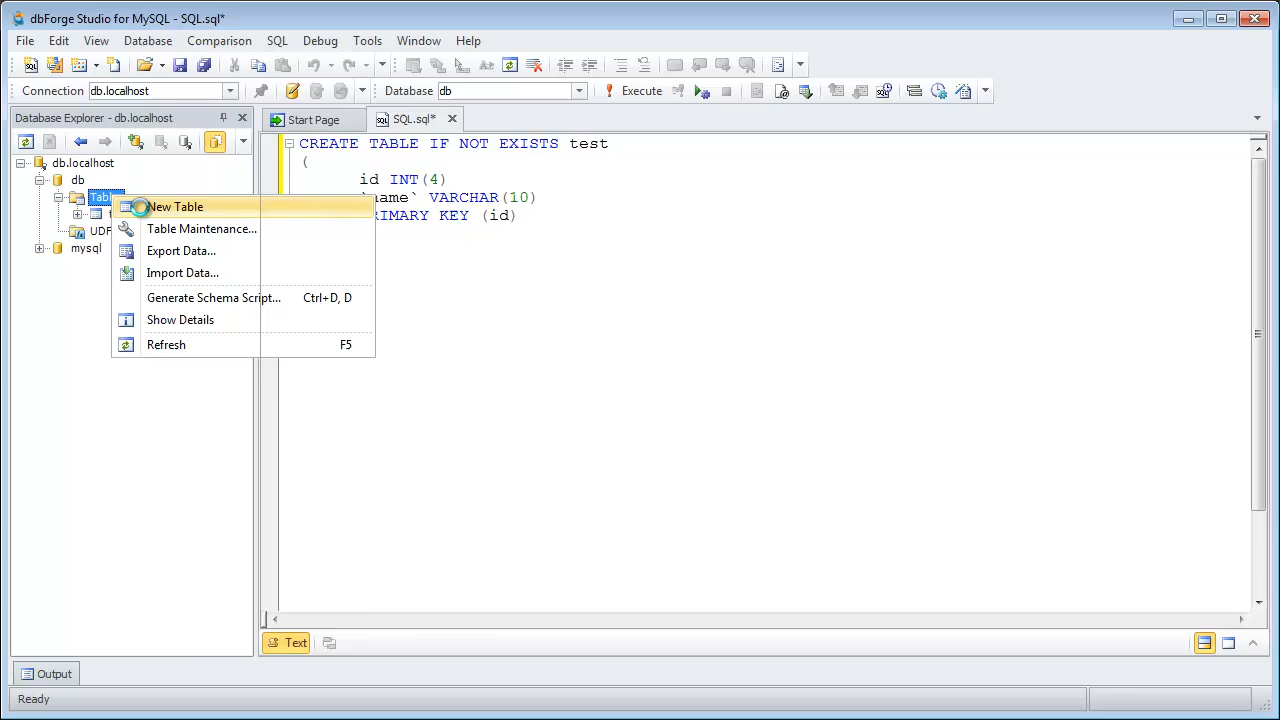 dbForge Studio for MySQL - SQL.sql*
File Edit View Database Comparison SQL Debug Tools Window Help
Connection db.localhost Database db Execute
Database Explorer - db.localhost
Start Page SQL.sql*
db.localhost
db
mysql
New Table
Table Maintenance...
Export Data...
Import Data...
Generate Schema Script... Ctrl+D, D
Show Details
Refresh F5
CREATE TABLE IF NOT EXISTS test
(
id INT(4)
`name` VARCHAR(10)
PRIMARY KEY (id)
Text
Output
Ready